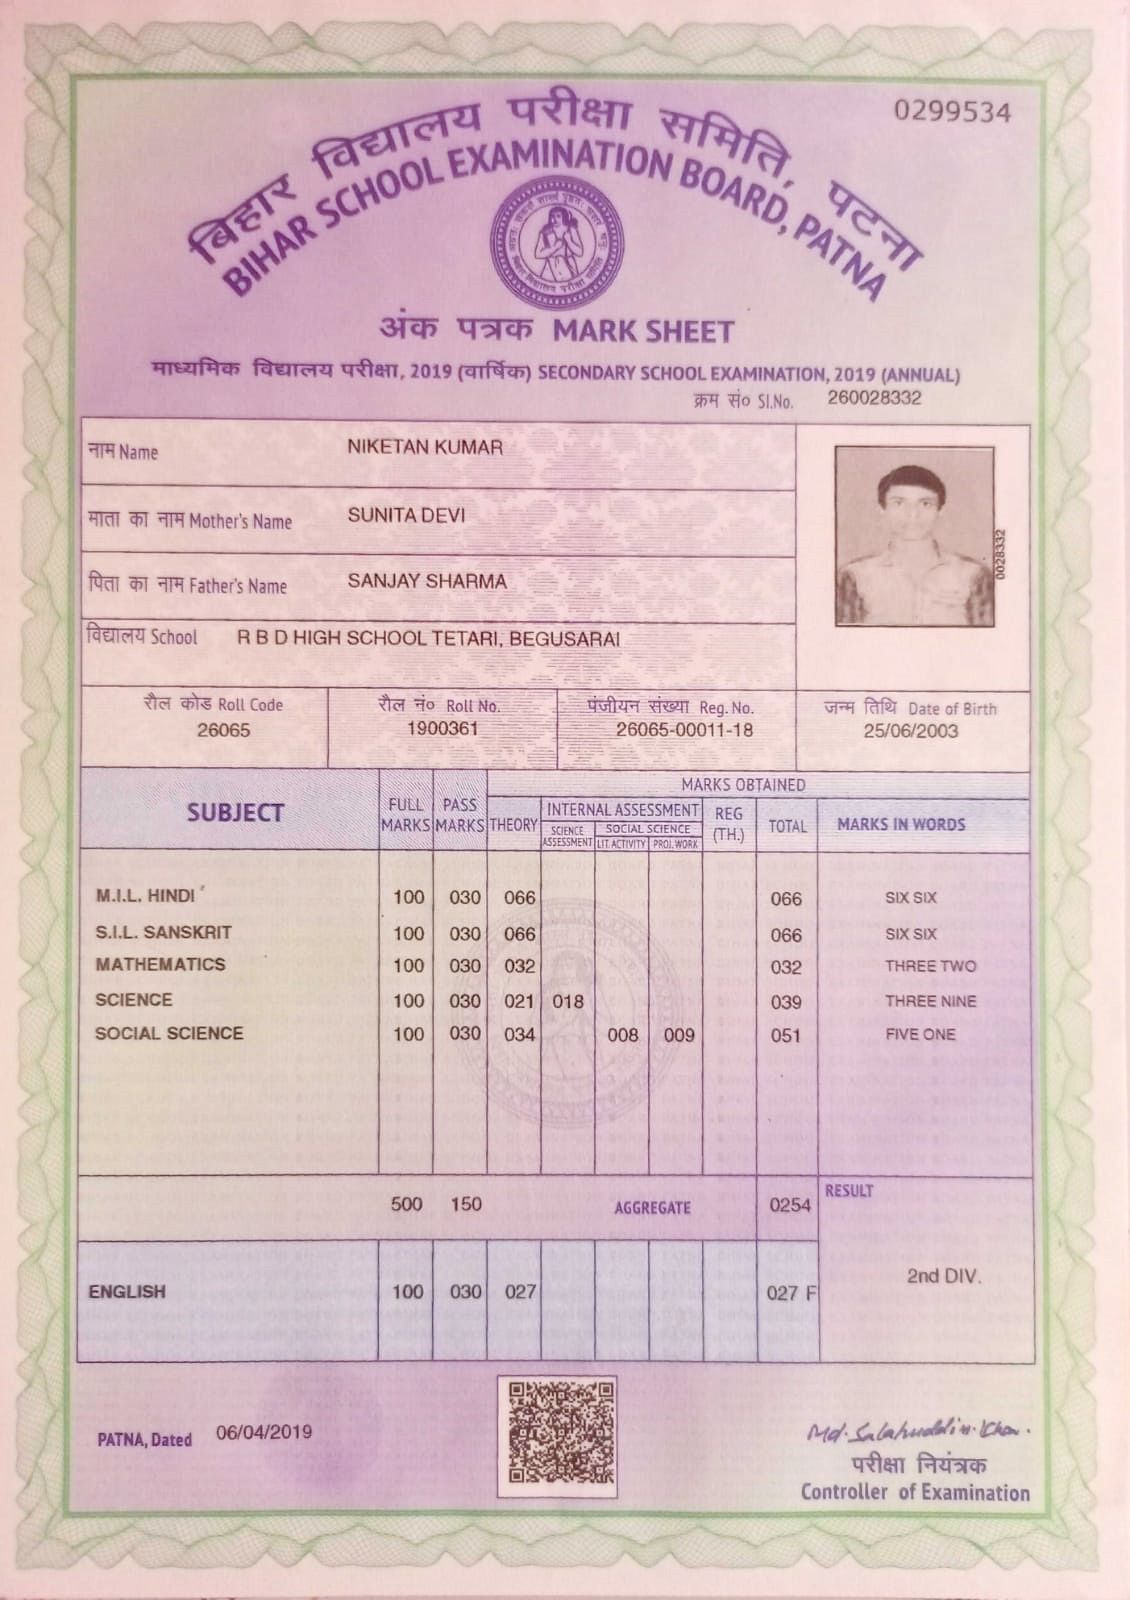 0299534
बिहार विद्यालय परीक्षा समिति, पटना
BIHAR SCHOOL EXAMINATION BOARD, PATNA
अंक पत्रक MARK SHEET
माध्यमिक विद्यालय परीक्षा, 2019 (वार्षिक) SECONDARY SCHOOL EXAMINATION, 2019 (ANNUAL)
क्रम सं० Sl.No. 260028332
नाम Name NIKETAN KUMAR
माता का नाम Mother's Name SUNITA DEVI
पिता का नाम Father's Name SANJAY SHARMA
0028332
विद्यालय School R B D HIGH SCHOOL TETARI, BEGUSARAI
रौल कोड Roll Code रौल नं० Roll No. पंजीयन संख्या Reg. No. जन्म तिथि Date of Birth
26065 1900361 26065-00011-18 25/06/2003
SUBJECT FULL MARKS PASS MARKS MARKS OBTAINED
THEORY INTERNAL ASSESSMENT REG (TH.) TOTAL MARKS IN WORDS
SCIENCE ASSESSMENT SOCIAL SCIENCE
LIT. ACTIVITY PROJ. WORK
M.I.L. HINDI 100 030 066 066 SIX SIX
S.I.L. SANSKRIT 100 030 066 066 SIX SIX
MATHEMATICS 100 030 032 032 THREE TWO
SCIENCE 100 030 021 018 039 THREE NINE
SOCIAL SCIENCE 100 030 034 008 009 051 FIVE ONE
500 150 AGGREGATE 0254 RESULT
2nd DIV.
ENGLISH 100 030 027 027 F
PATNA, Dated 06/04/2019
Md. Salahuddin Khan.
परीक्षा नियंत्रक
Controller of Examination